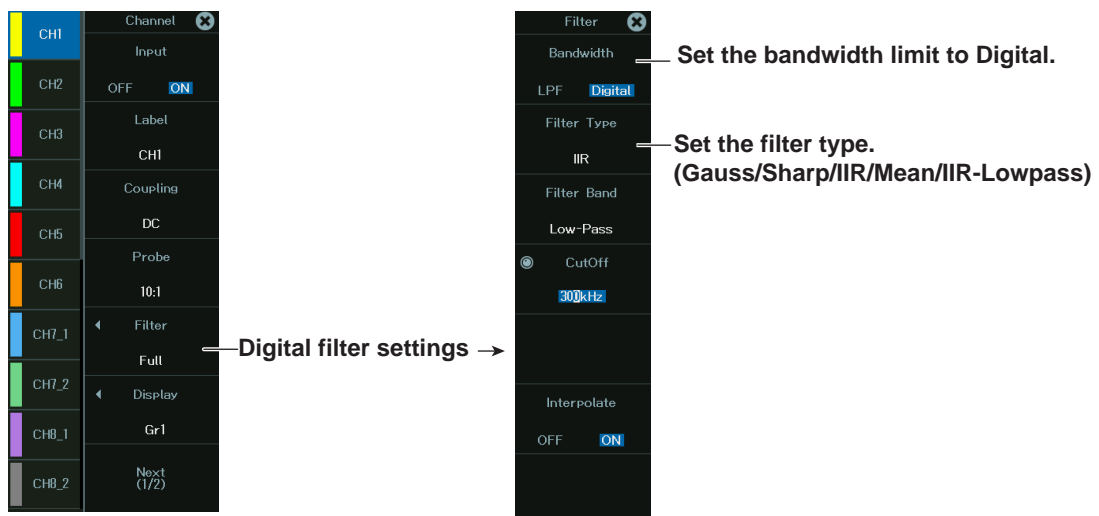 CH1
CH2
CH3
CH4
CH5
CH6
CH7_1
CH7_2
CH8_1
CH8_2
Channel
Input
OFF ON
Label
CH1
Coupling
DC
Probe
10:1
Filter
Full
Display
Gr1
Next
(1/2)
Digital filter settings →
Filter
Bandwidth
LPF Digital
Filter Type
IIR
Filter Band
Low-Pass
CutOff
300kHz
Interpolate
OFF ON
Set the bandwidth limit to Digital.
Set the filter type.
(Gauss/Sharp/IIR/Mean/IIR-Lowpass)